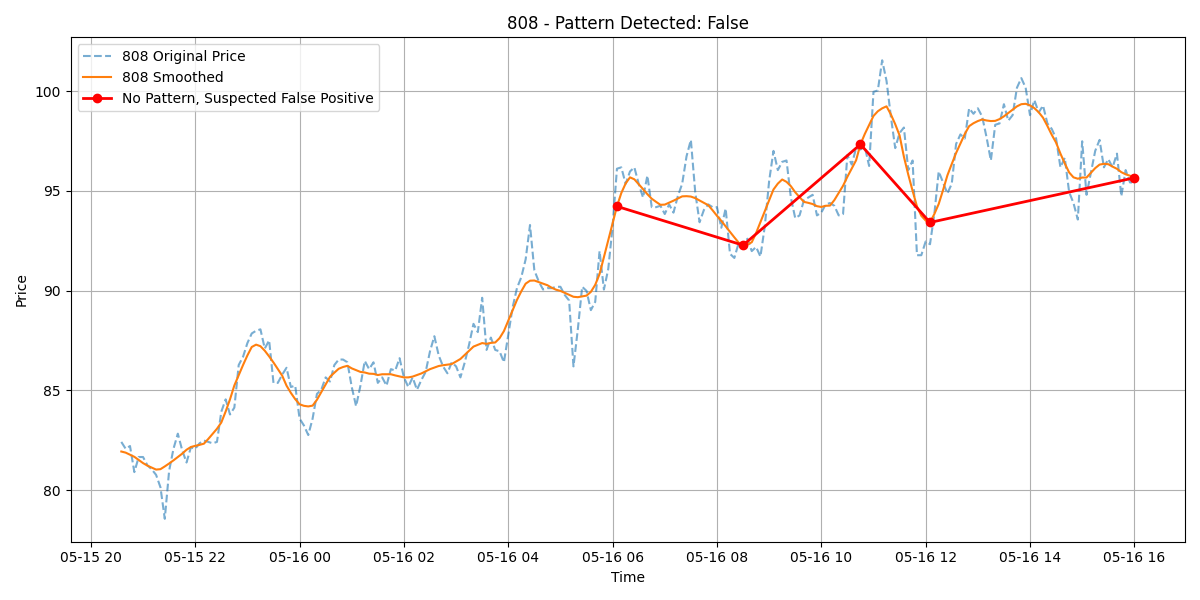 808 - Pattern Detected: False
808 Original Price
808 Smoothed
No Pattern, Suspected False Positive
Price
100
95
90
85
80
05-15 20 05-15 22 05-16 00 05-16 02 05-16 04 05-16 06 05-16 08 05-16 10 05-16 12 05-16 14 05-16 16
Time